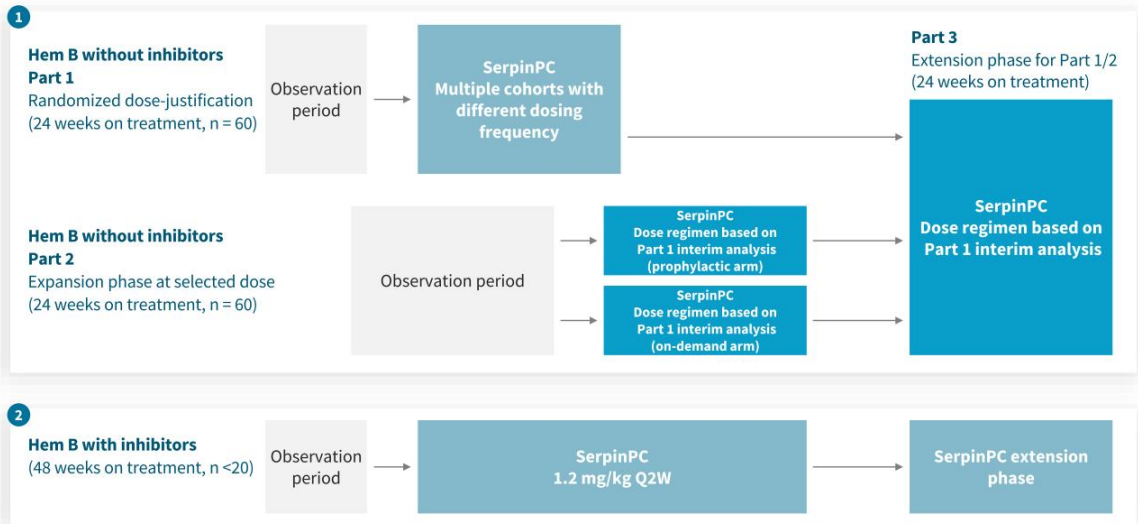 1
Hem B without inhibitors
Part 1
Randomized dose-justification
(24 weeks on treatment, n = 60)
Observation
period
SerpinPC
Multiple cohorts with
different dosing
frequency
Part 3
Extension phase for Part 1/2
(24 weeks on treatment)
Hem B without inhibitors
Part 2
Expansion phase at selected dose
(24 weeks on treatment, n = 60)
Observation period
SerpinPC
Dose regimen based on
Part 1 interim analysis
(prophylactic arm)
SerpinPC
Dose regimen based on
Part 1 interim analysis
(on-demand arm)
SerpinPC
Dose regimen based on
Part 1 interim analysis
2
Hem B with inhibitors
(48 weeks on treatment, n <20)
Observation
period
SerpinPC
1.2 mg/kg Q2W
SerpinPC extension
phase